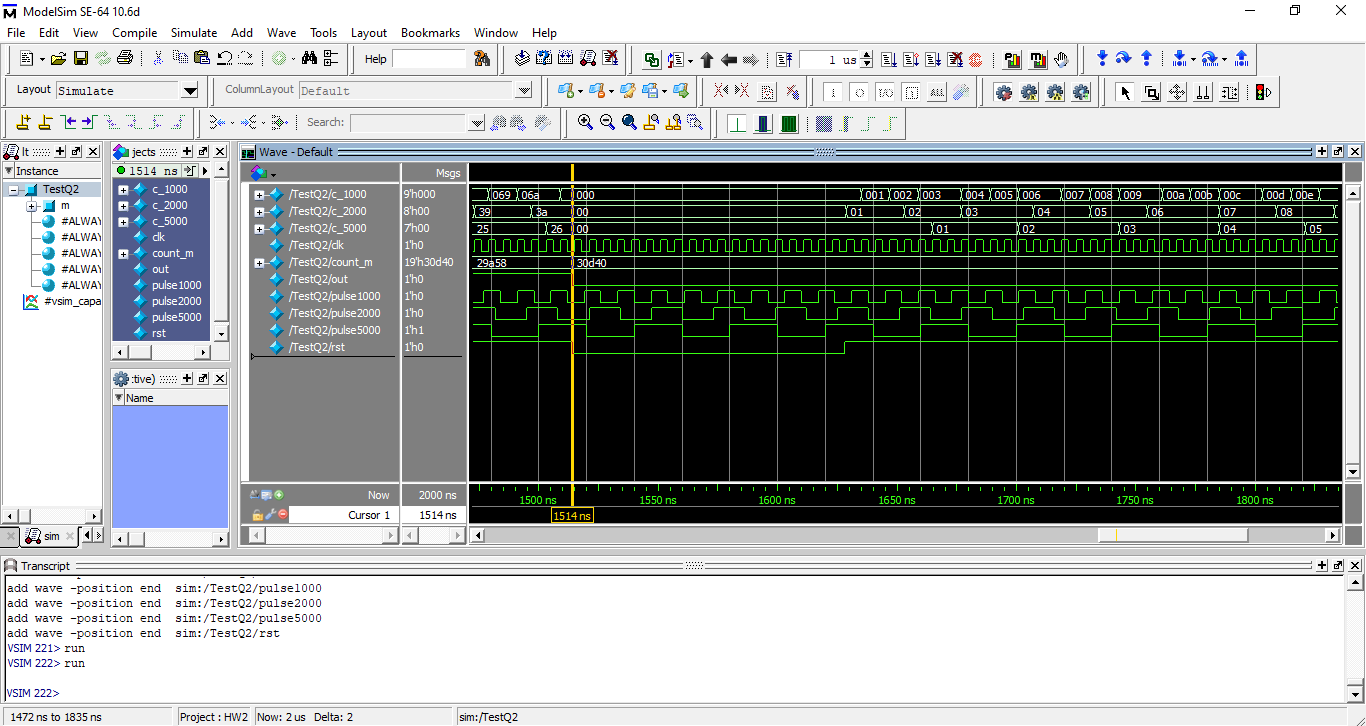 ModelSim SE-64 10.6d
File Edit View Compile Simulate Add Wave Tools Layout Bookmarks Window Help
Help 1 us
Layout Simulate ColumnLayout Default ALL
Search:
It jects Wave - Default
Instance 1514 ns Msgs
TestQ2
m
#ALWAY
#ALWAY
#ALWAY
#ALWAY
#ALWAY
#vsim_capa
c_1000
c_2000
c_5000
clk
count_m
out
pulse1000
pulse2000
pulse5000
rst
:tive)
Name
/TestQ2/c_1000 9'h000 069 06a 000 001 002 003 004 005 006 007 008 009 00a 00b 00c 00d 00e
/TestQ2/c_2000 8'h00 39 3a 00 01 02 03 04 05 06 07 08
/TestQ2/c_5000 7'h00 25 26 00 01 02 03 04 05
/TestQ2/clk 1'h0
/TestQ2/count_m 19'h30d40 29a58 30d40
/TestQ2/out 1'h0
/TestQ2/pulse1000 1'h0
/TestQ2/pulse2000 1'h0
/TestQ2/pulse5000 1'h1
/TestQ2/rst 1'h0
Now 2000 ns 1500 ns 1550 ns 1600 ns 1650 ns 1700 ns 1750 ns 1800 ns
Cursor 1 1514 ns 1514 ns
sim
Transcript
add wave -position end sim:/TestQ2/pulse1000
add wave -position end sim:/TestQ2/pulse2000
add wave -position end sim:/TestQ2/pulse5000
add wave -position end sim:/TestQ2/rst
VSIM 221> run
VSIM 222> run
VSIM 222>
1472 ns to 1835 ns Project : HW2 Now: 2 us Delta: 2 sim:/TestQ2